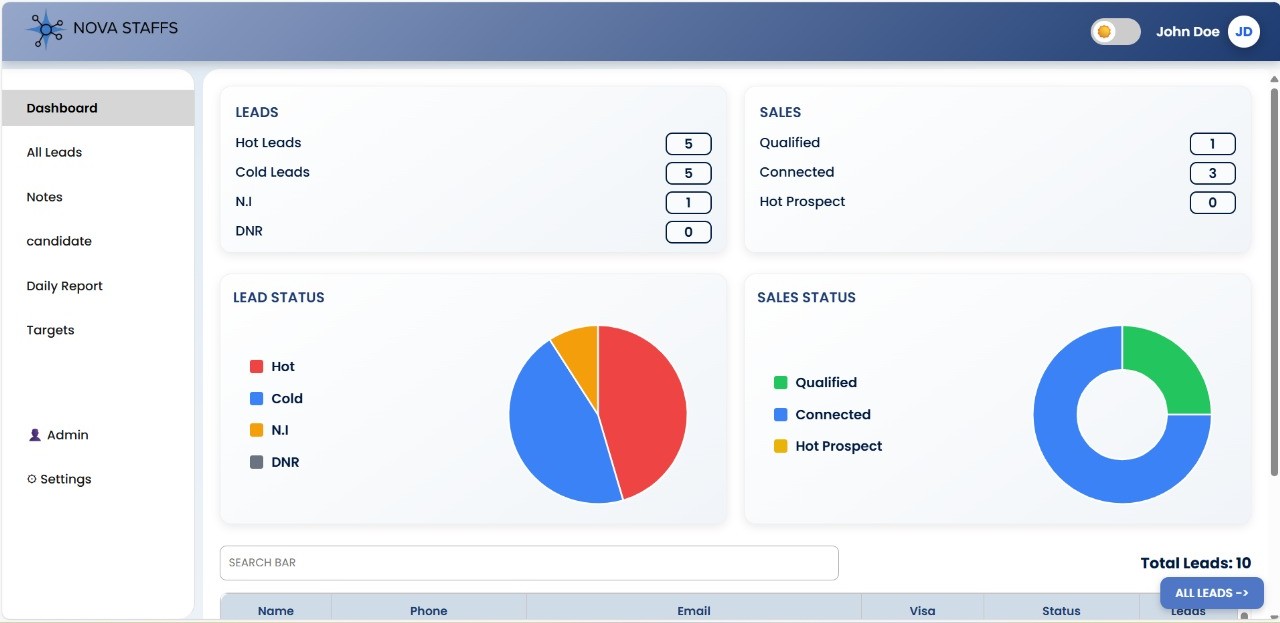 NOVA STAFFS
John Doe JD
Dashboard
All Leads
Notes
candidate
Daily Report
Targets
👤 Admin
⚙ Settings
LEADS
Hot Leads 5
Cold Leads 5
N.I 1
DNR 0
SALES
Qualified 1
Connected 3
Hot Prospect 0
LEAD STATUS
Hot
Cold
N.I
DNR
SALES STATUS
Qualified
Connected
Hot Prospect
SEARCH BAR
Total Leads: 10
ALL LEADS ->
Name Phone Email Visa Status Leads